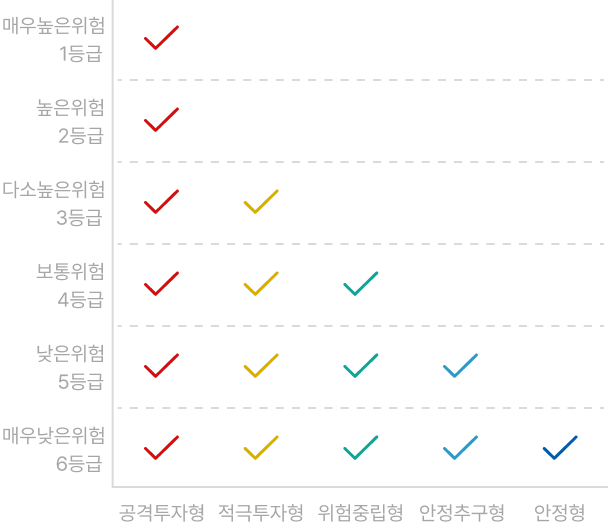 매우높은위험
1등급
높은위험
2등급
다소높은위험
3등급
보통위험
4등급
낮은위험
5등급
매우낮은위험
6등급
공격투자형 적극투자형 위험중립형 안정추구형 안정형